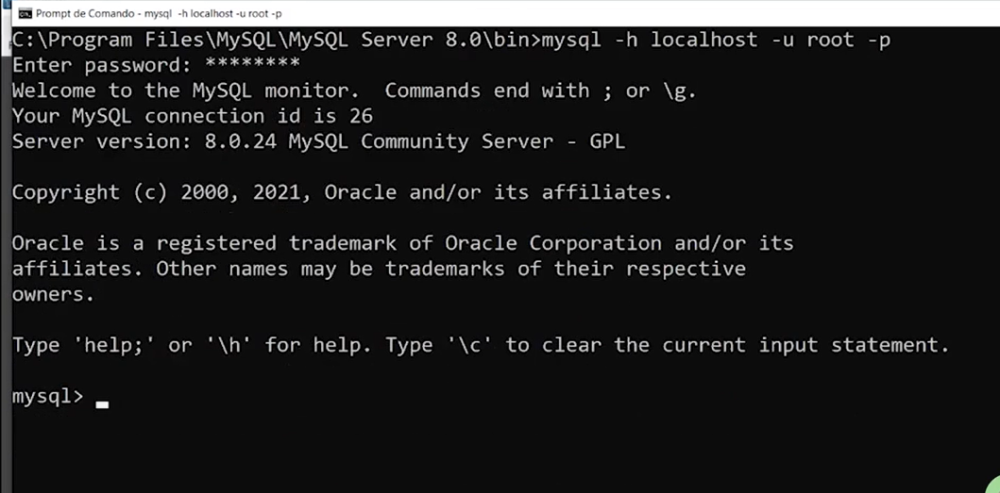 Prompt de Comando - mysql -h localhost -u root -p
C:\Program Files\MySQL\MySQL Server 8.0\bin>mysql -h localhost -u root -p
Enter password: ********
Welcome to the MySQL monitor.  Commands end with ; or \g.
Your MySQL connection id is 26
Server version: 8.0.24 MySQL Community Server - GPL
Copyright (c) 2000, 2021, Oracle and/or its affiliates.
Oracle is a registered trademark of Oracle Corporation and/or its
affiliates. Other names may be trademarks of their respective
owners.
Type 'help;' or '\h' for help. Type '\c' to clear the current input statement.
mysql>